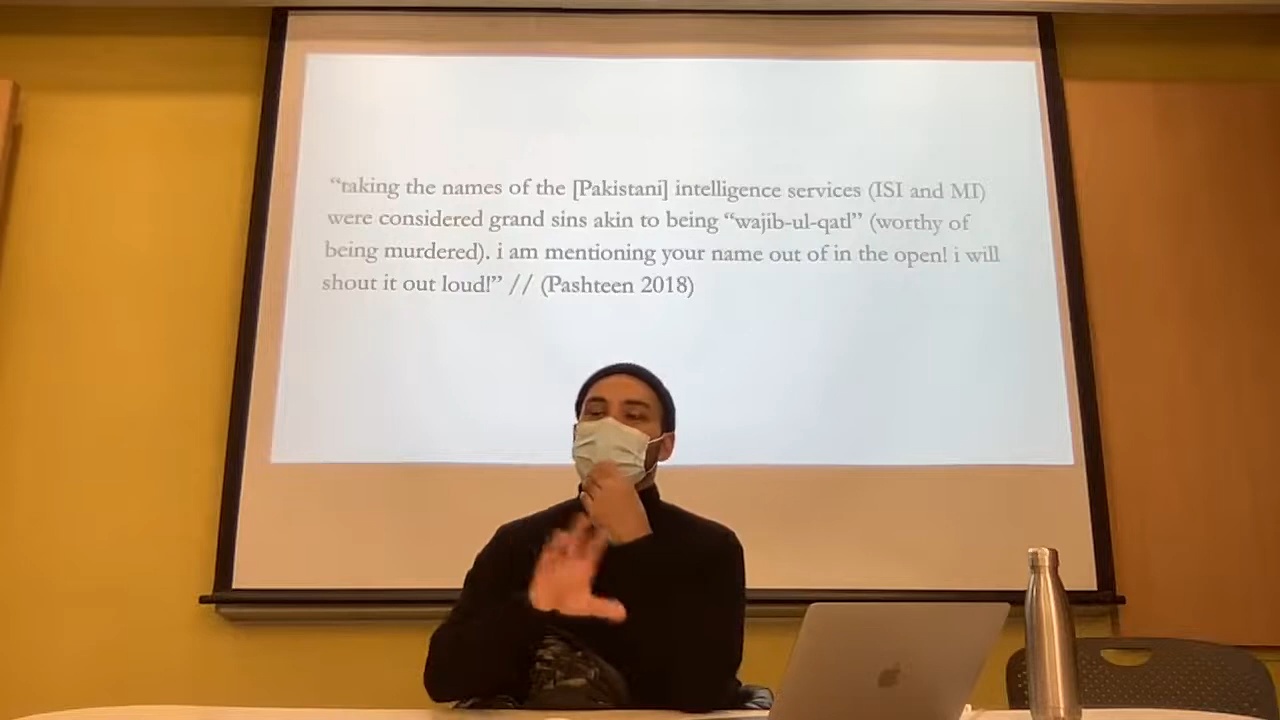 “taking the names of the [Pakistani] intelligence services (ISI and MI)
were considered grand sins akin to being “wajib-ul-qatl” (worthy of
being murdered). i am mentioning your name out of in the open! i will
shout it out loud!” // (Pashteen 2018)